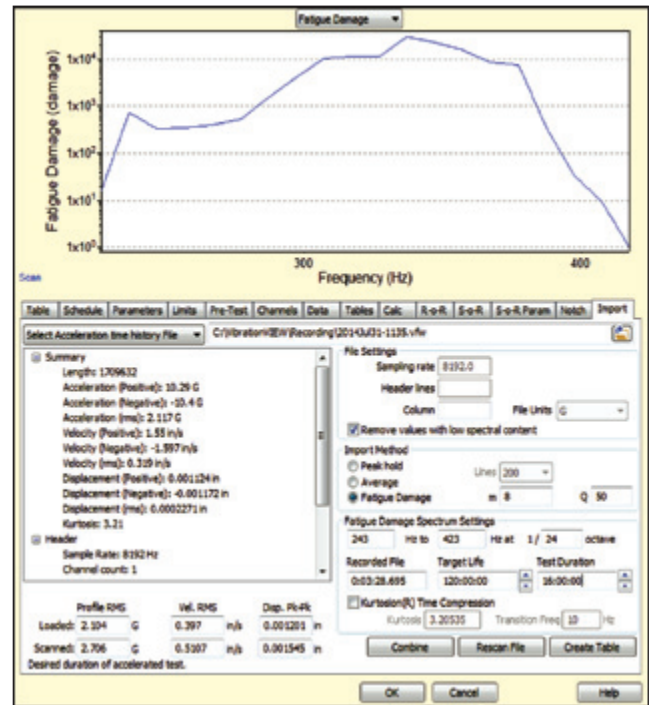 Fatigue Damage
Fatigue Damage (damage)
1x10⁴
1x10³
1x10²
1x10¹
1x10⁰
300
400
Frequency (Hz)
Scan
Table Schedule Parameters Limits Pre-Test Channels Data Tables Calc R-o-R S-o-R S-o-R Param Notch Import
Select Acceleration time history File C:\VibrationVIEW\Recording\2014Jul31-1135.vfw
Summary
Length: 1709632
Acceleration (Positive): 10.29 G
Acceleration (Negative): -10.4 G
Acceleration (rms): 2.117 G
Velocity (Positive): 1.55 in/s
Velocity (Negative): -1.597 in/s
Velocity (rms): 0.319 in/s
Displacement (Positive): 0.001124 in
Displacement (Negative): -0.001172 in
Displacement (rms): 0.0002271 in
Kurtosis: 3.21
Header
Sample Rate: 8192 Hz
Channel count: 1
File Settings
Sampling rate 8192.0
Header lines
Column File Units G
Remove values with low spectral content
Import Method
Peak hold
Lines 200
Average
Fatigue Damage m 8 Q 50
Fatigue Damage Spectrum Settings
243 Hz to 423 Hz at 1/ 24 octave
Recorded File Target Life Test Duration
0:03:28.695 120:00:00 16:00:00
Kurtosion(R) Time Compression
Kurtosis 3.20535 Transition Freq 10 Hz
Profile RMS Vel. RMS Disp. Pk-Pk
Loaded: 2.104 G 0.397 in/s 0.001201 in
Scanned: 2.706 G 0.5107 in/s 0.001545 in
Combine Rescan File Create Table
Desired duration of accelerated test.
OK Cancel Help